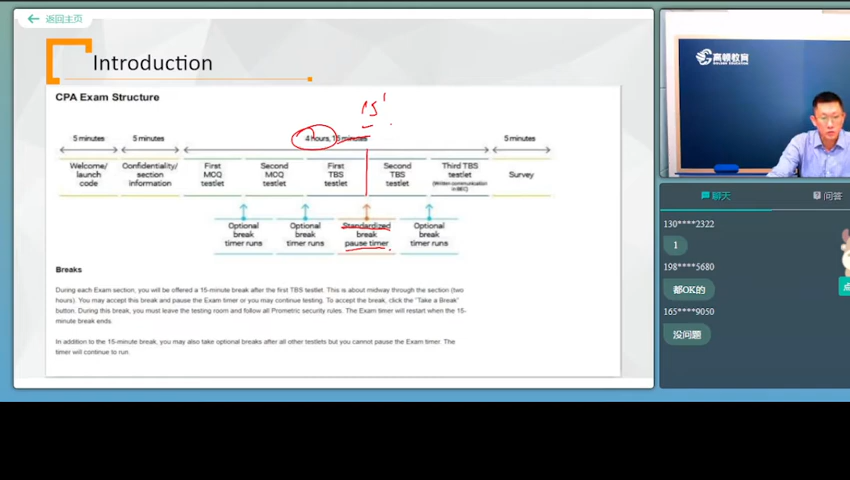 返回主页
Introduction
CPA Exam Structure
15'
5 minutes
5 minutes
4 hours, 15 minutes
5 minutes
Welcome/
launch
code
Confidentiality/
section
information
First
MCQ
testlet
Second
MCQ
testlet
First
TBS
testlet
Second
TBS
testlet
Third TBS
testlet
(Written communication
in BEC)
Survey
Optional
break
timer runs
Optional
break
timer runs
Standardized
break
pause timer
Optional
break
timer runs
Breaks
During each Exam section, you will be offered a 15-minute break after the first TBS testlet. This is about midway through the section (two
hours). You may accept this break and pause the Exam timer or you may continue testing. To accept the break, click the "Take a Break"
button. During this break, you must leave the testing room and follow all Prometric security rules. The Exam timer will restart when the 15-
minute break ends.
In addition to the 15-minute break, you may also take optional breaks after all other testlets but you cannot pause the Exam timer. The
timer will continue to run.
高顿教育
GOLDEN EDUCATION
聊天
问答
130****2322
1
198****5680
都OK的
165****9050
没问题
点